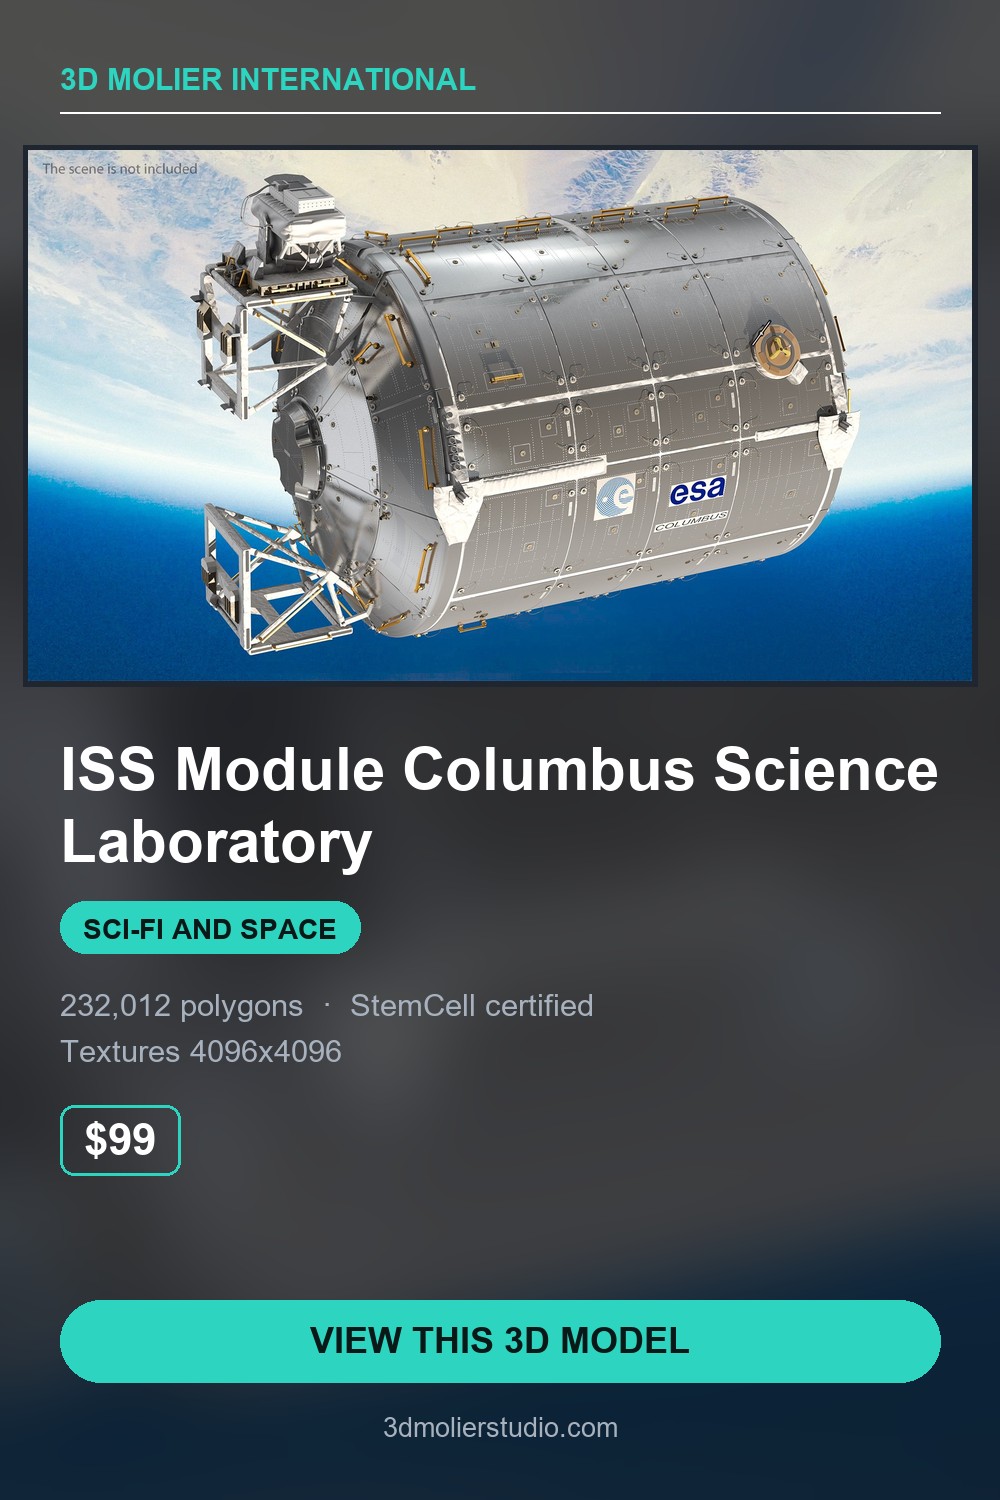 3D MOLIER INTERNATIONAL
The scene is not included
e
esa
COLUMBUS
ISS Module Columbus Science
Laboratory
SCI-FI AND SPACE
232,012 polygons · StemCell certified
Textures 4096x4096
$99
VIEW THIS 3D MODEL
3dmolierstudio.com